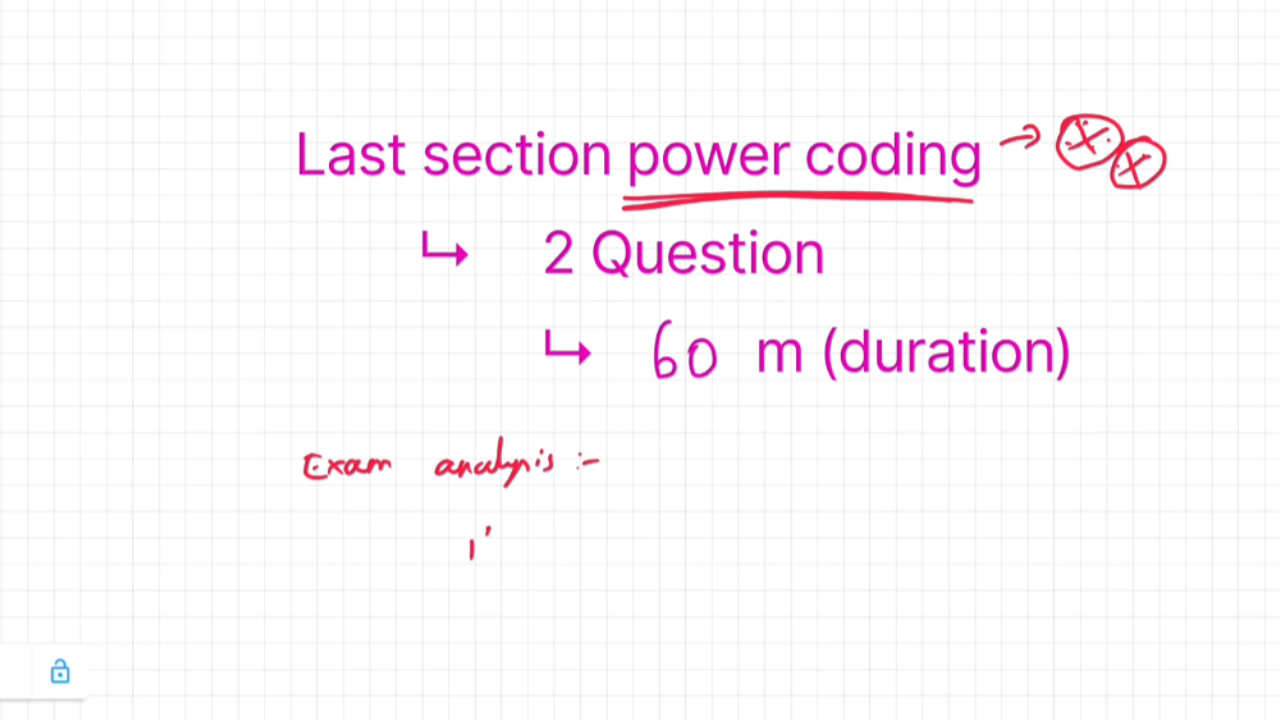 Last section power coding → X X
↳ 2 Question
↳ 60 m (duration)
Exam analysis :-